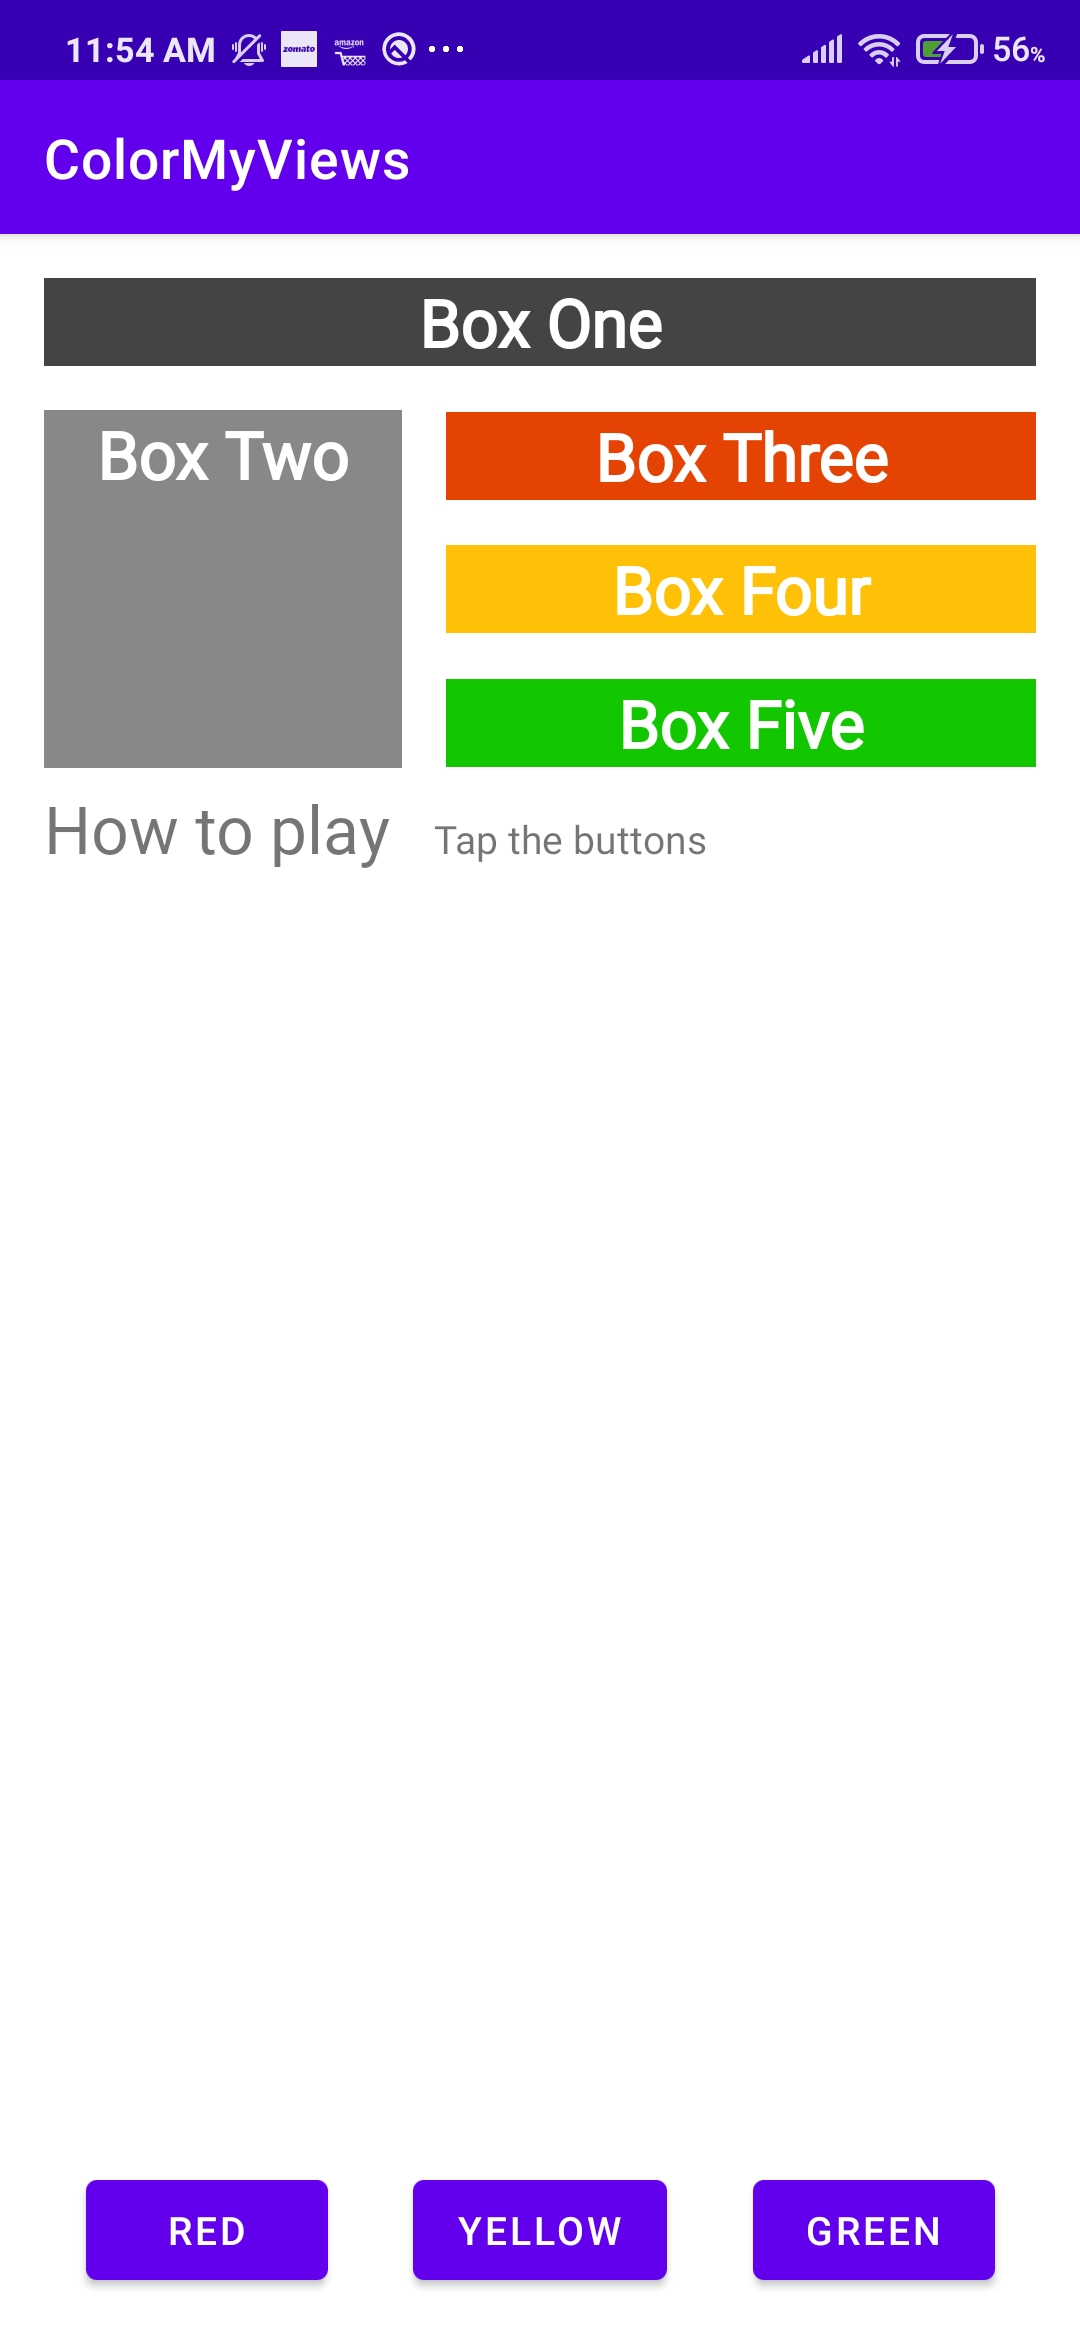 11:54 AM zomato amazon 56%
ColorMyViews
Box One
Box Two
Box Three
Box Four
Box Five
How to play Tap the buttons
RED YELLOW GREEN